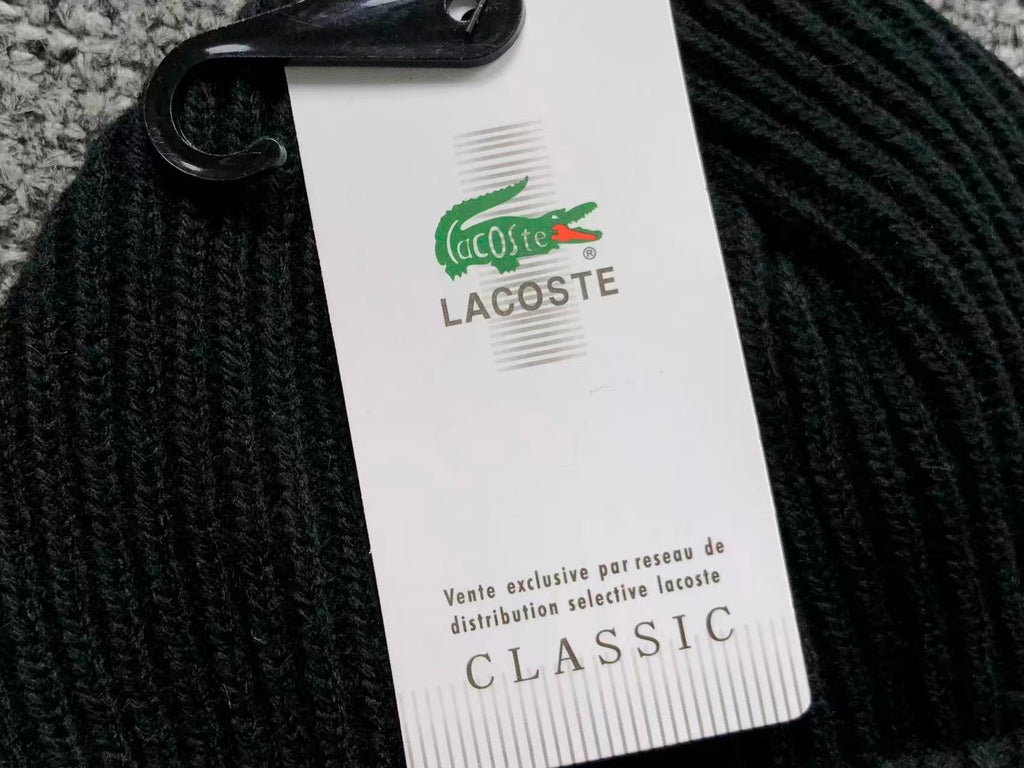 Lacoste
®
LACOSTE
Vente exclusive par reseau de
distribution selective lacoste
CLASSIC